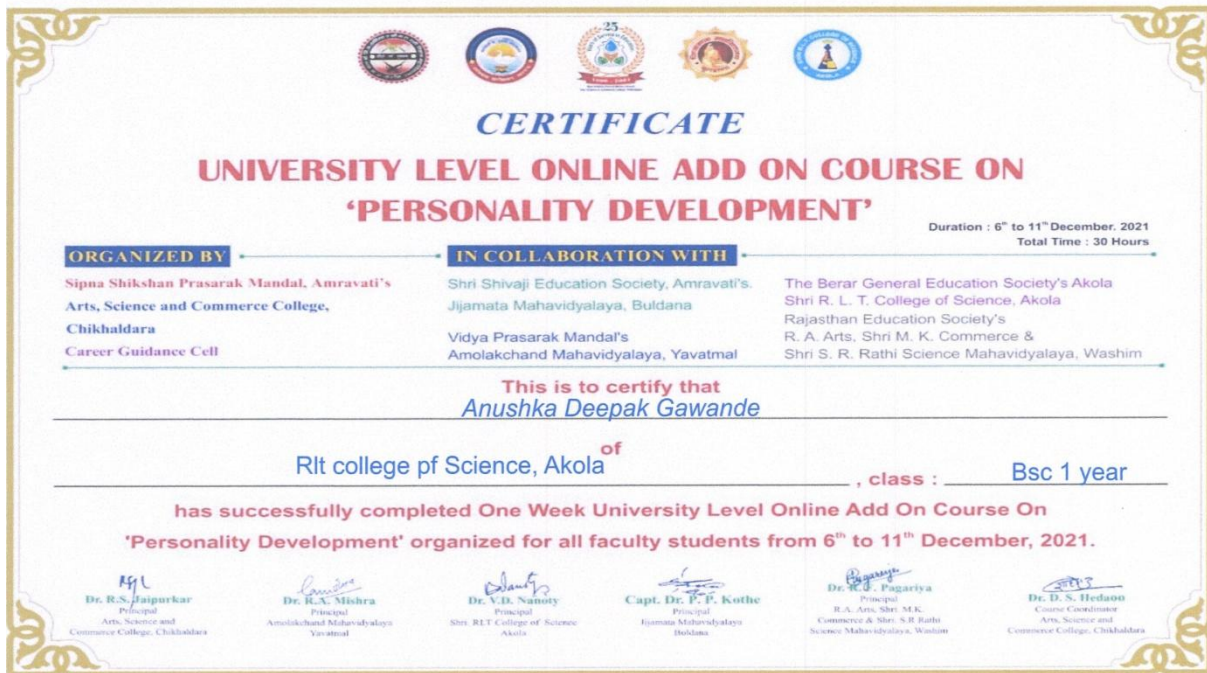 25
CERTIFICATE
UNIVERSITY LEVEL ONLINE ADD ON COURSE ON
‘PERSONALITY DEVELOPMENT’
Duration : 6th to 11th December. 2021
Total Time : 30 Hours
ORGANIZED BY
Sipna Shikshan Prasarak Mandal, Amravati's
Arts, Science and Commerce College,
Chikhaldara
Career Guidance Cell
IN COLLABORATION WITH
Shri Shivaji Education Society, Amravati's.
Jijamata Mahavidyalaya, Buldana
Vidya Prasarak Mandal's
Amolakchand Mahavidyalaya, Yavatmal
The Berar General Education Society's Akola
Shri R. L. T. College of Science, Akola
Rajasthan Education Society's
R. A. Arts, Shri M. K. Commerce &
Shri S. R. Rathi Science Mahavidyalaya, Washim
This is to certify that
Anushka Deepak Gawande
of
Rlt college pf Science, Akola , class : Bsc 1 year
has successfully completed One Week University Level Online Add On Course On
'Personality Development' organized for all faculty students from 6th to 11th December, 2021.
Dr. R.S. Jaipurkar
Principal
Arts, Science and
Commerce College, Chikhaldara
Dr. R.A. Mishra
Principal
Amolakchand Mahavidyalaya
Yavatmal
Dr. V.D. Nanoty
Principal
Shri. RLT College of Science
Akola
Capt. Dr. P. P. Kothe
Principal
Jijamata Mahavidyalaya
Buldana
Pagariya
Principal
R.A. Arts, Shri. M.K.
Commerce & Shri. S.R Rathi
Science Mahavidyalaya, Washim
Dr. D. S. Hedaoo
Course Coordinator
Arts, Science and
Commerce College, Chikhaldara